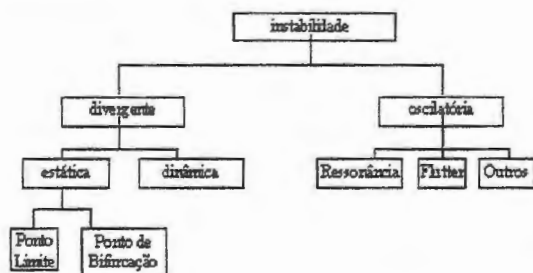 instabilidade
divergente
oscilatória
estática
dinâmica
Ressonância
Flutter
Outros
Ponto
Limite
Ponto de
Bifurcação